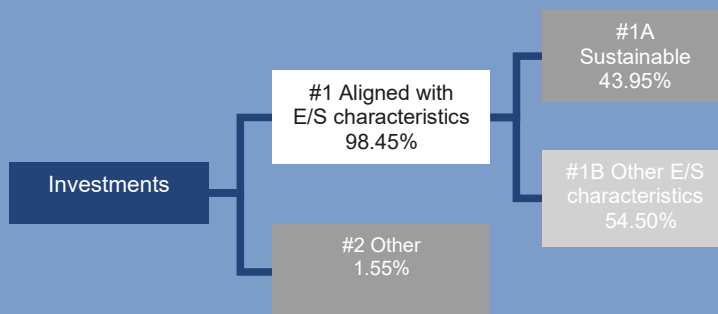 Investments
#1 Aligned with
E/S characteristics
98.45%
#2 Other
1.55%
#1A
Sustainable
43.95%
#1B Other E/S
characteristics
54.50%